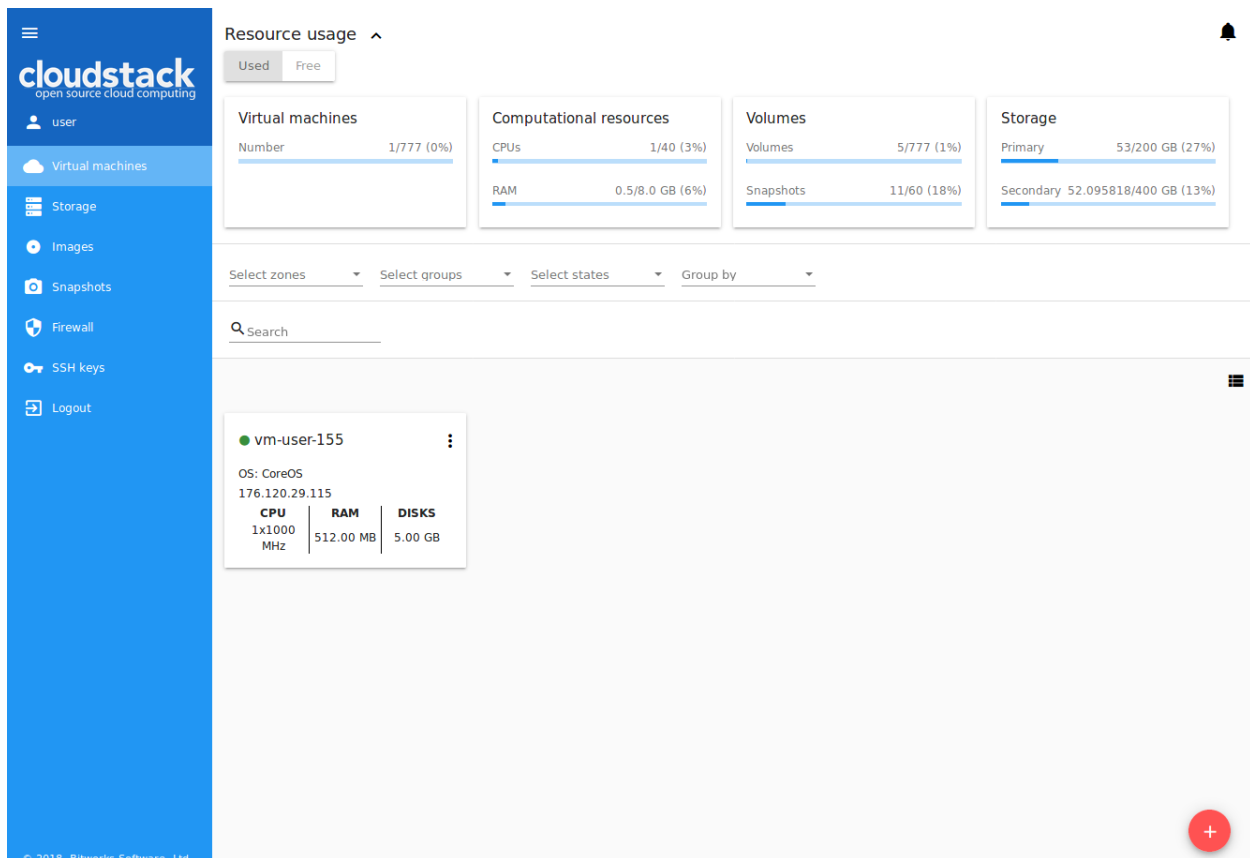 Resource usage
Used Free
cloudstack
open source cloud computing
user
Virtual machines
Storage
Images
Snapshots
Firewall
SSH keys
Logout
© 2018, Bitworks Software, Ltd.
Virtual machines
Number 1/777 (0%)
Computational resources
CPUs 1/40 (3%)
RAM 0.5/8.0 GB (6%)
Volumes
Volumes 5/777 (1%)
Snapshots 11/60 (18%)
Storage
Primary 53/200 GB (27%)
Secondary 52.095818/400 GB (13%)
Select zones Select groups Select states Group by
Search
vm-user-155
OS: CoreOS
176.120.29.115
CPU RAM DISKS
1x1000 MHz 512.00 MB 5.00 GB